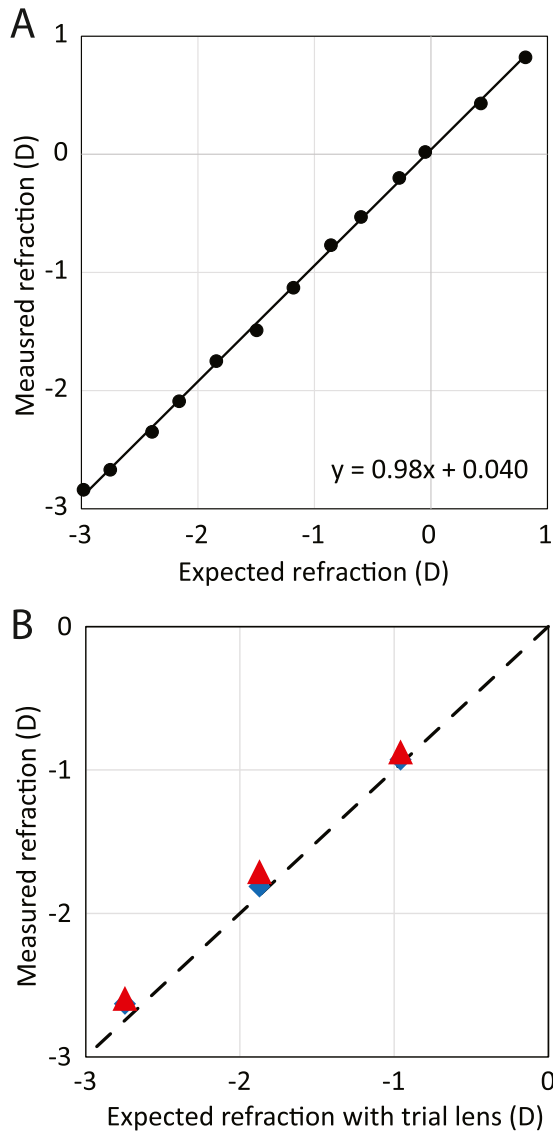 A
1
0
-1
-2
-3
Meausred refraction (D)
y = 0.98x + 0.040
-3 -2 -1 0 1
Expected refraction (D)
B
0
-1
-2
-3
Measured refraction (D)
-3 -2 -1 0
Expected refraction with trial lens (D)